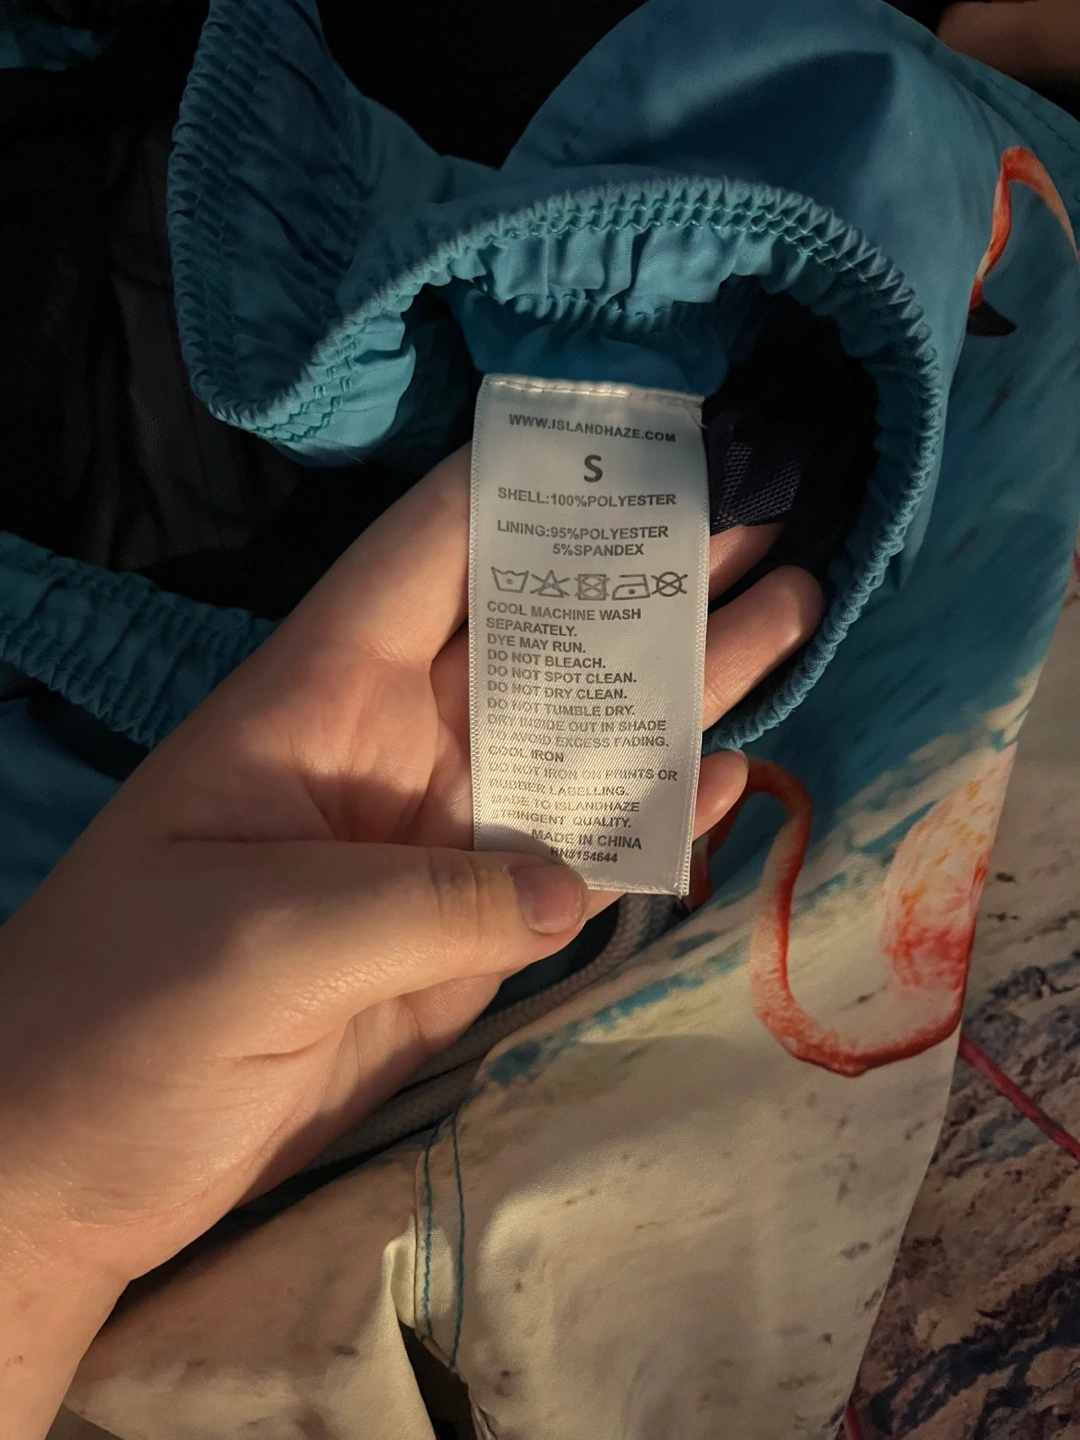 WWW.ISLANDHAZE.COM
S
SHELL:100%POLYESTER
LINING:95%POLYESTER
5%SPANDEX
COOL MACHINE WASH
SEPARATELY.
DYE MAY RUN.
DO NOT BLEACH.
DO NOT SPOT CLEAN.
DO NOT DRY CLEAN.
DO NOT TUMBLE DRY.
DRY INSIDE OUT IN SHADE
TO AVOID EXCESS FADING.
COOL IRON
DO NOT IRON ON PRINTS OR
RUBBER LABELLING.
MADE TO ISLANDHAZE
STRINGENT QUALITY.
MADE IN CHINA
RN#154644